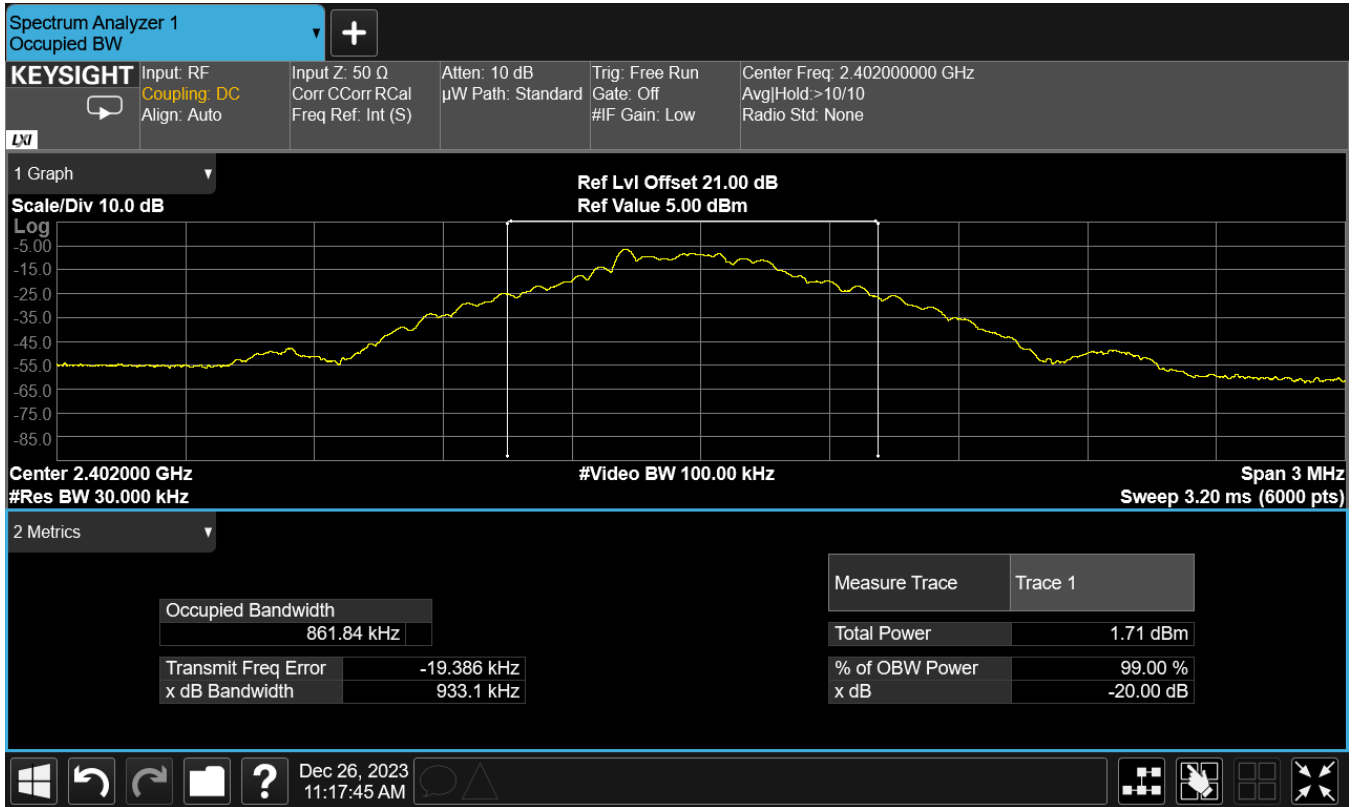 Spectrum Analyzer 1
Occupied BW
KEYSIGHT
LXI
Input: RF
Coupling: DC
Align: Auto
Input Z: 50 Ω
Corr CCorr RCal
Freq Ref: Int (S)
Atten: 10 dB
µW Path: Standard
Trig: Free Run
Gate: Off
#IF Gain: Low
Center Freq: 2.402000000 GHz
Avg|Hold:>10/10
Radio Std: None
1 Graph
Scale/Div 10.0 dB
Ref Lvl Offset 21.00 dB
Ref Value 5.00 dBm
Log
-5.00
-15.0
-25.0
-35.0
-45.0
-55.0
-65.0
-75.0
-85.0
Center 2.402000 GHz
#Video BW 100.00 kHz
Span 3 MHz
#Res BW 30.000 kHz
Sweep 3.20 ms (6000 pts)
2 Metrics
Occupied Bandwidth
861.84 kHz
Transmit Freq Error -19.386 kHz
x dB Bandwidth 933.1 kHz
Measure Trace Trace 1
Total Power 1.71 dBm
% of OBW Power 99.00 %
x dB -20.00 dB
?
Dec 26, 2023
11:17:45 AM